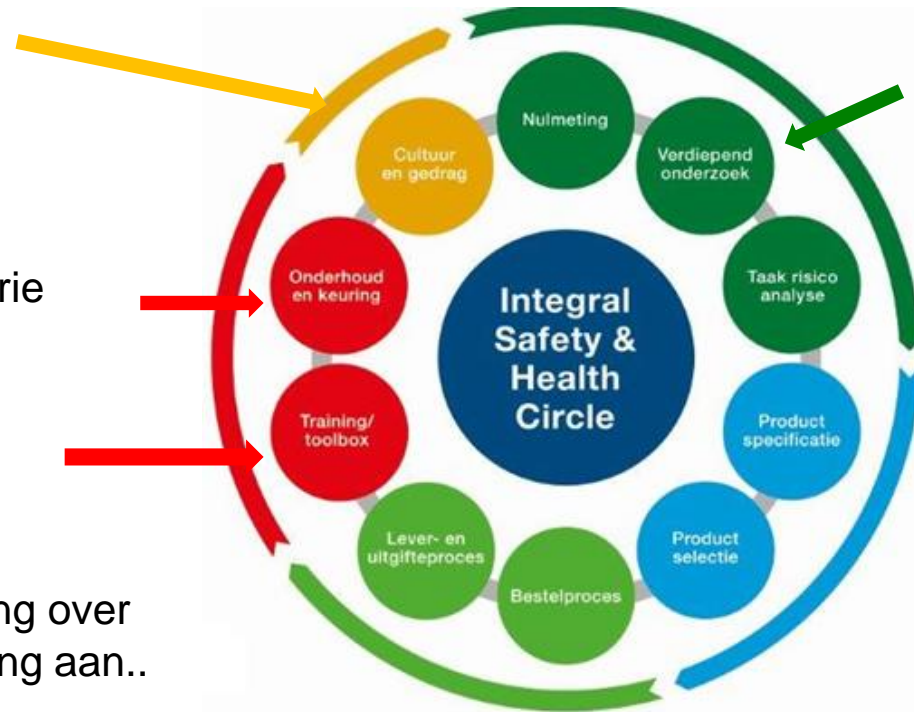 Nulmeting
Verdiepend
onderzoek
Taak risico
analyse
Product
specificatie
Product
selectie
Bestelproces
Lever- en
uitgifteproces
Training/
toolbox
Onderhoud
en keuring
Cultuur
en gedrag
Integral
Safety &
Health
Circle
rie
ng over
ng aan..